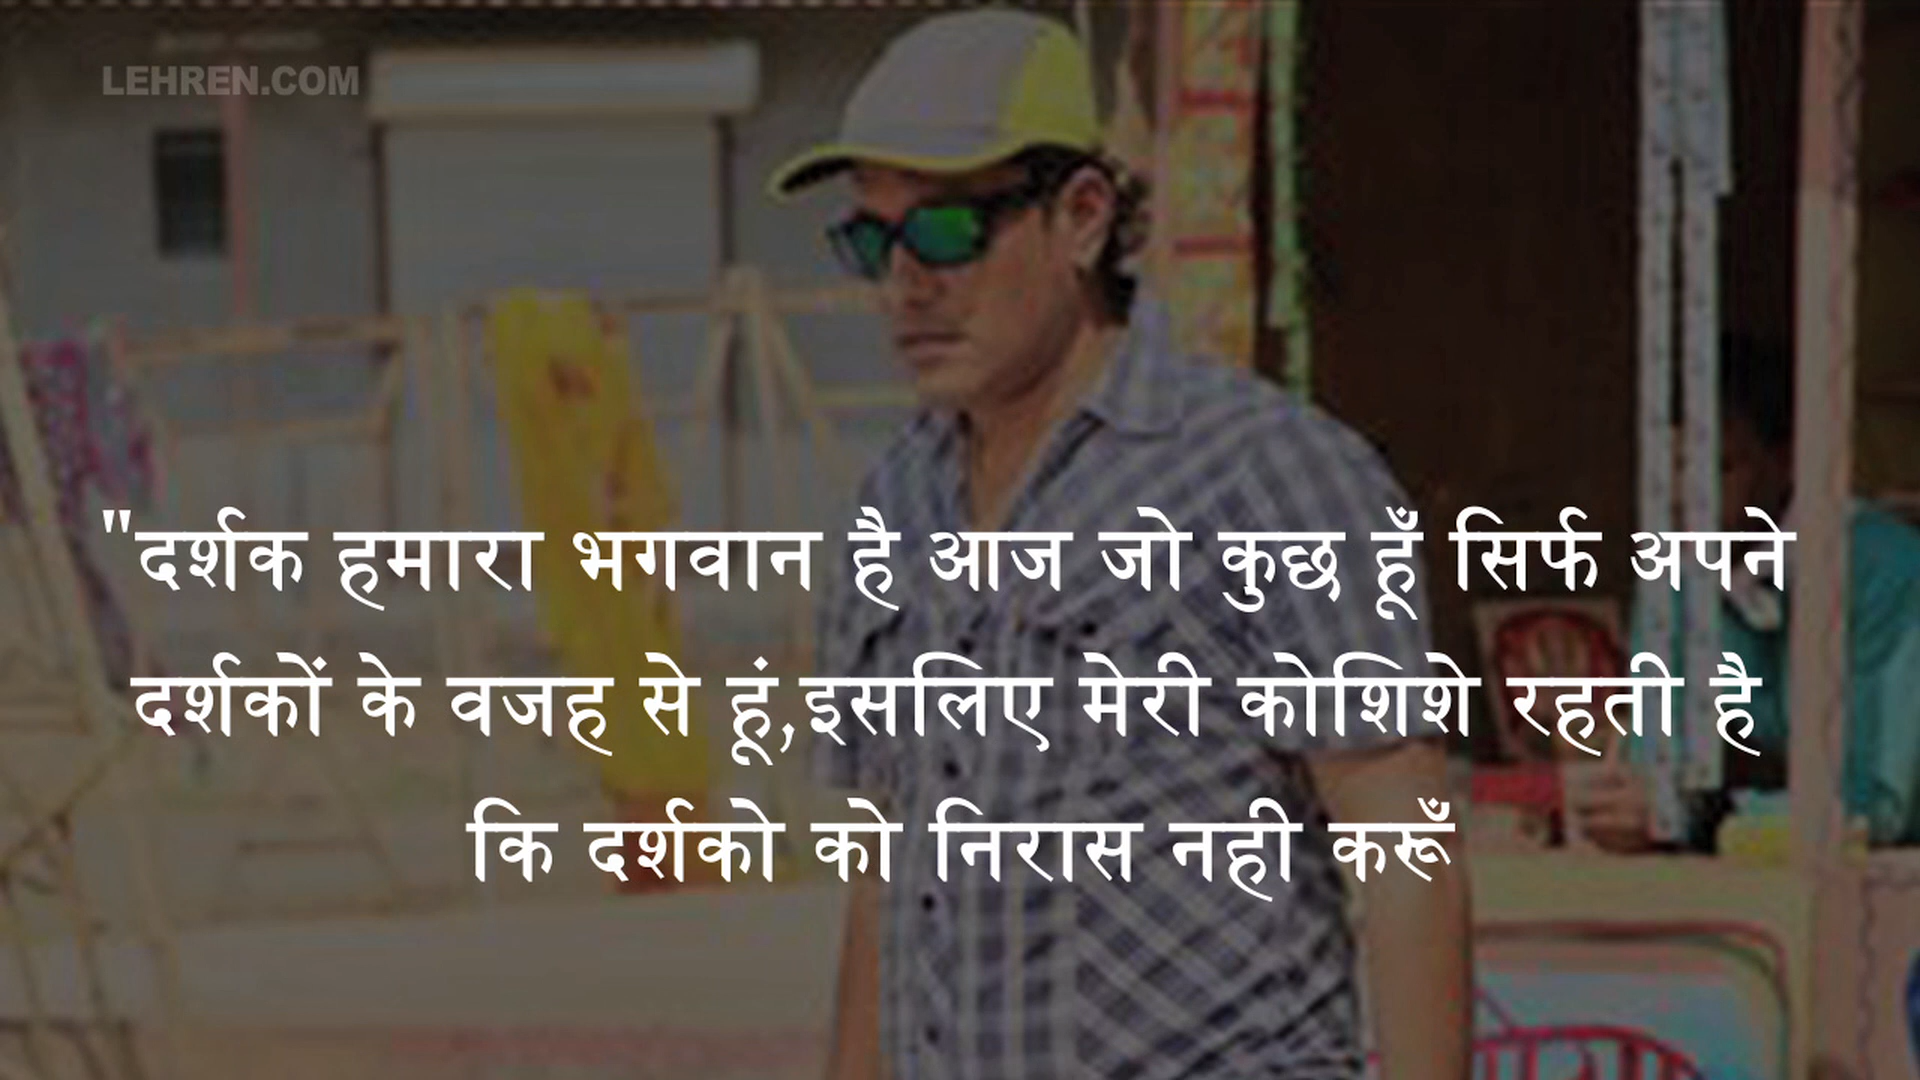 LEHREN.COM
"दर्शक हमारा भगवान है आज जो कुछ हूँ सिर्फ अपने
दर्शकों के वजह से हूं,इसलिए मेरी कोशिशे रहती है
कि दर्शको को निरास नही करूँ